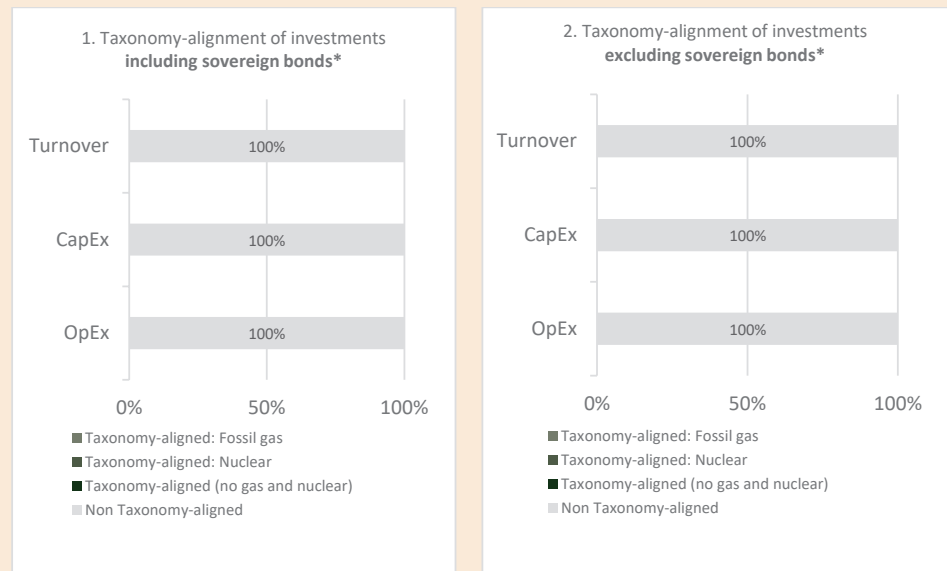 1. Taxonomy-alignment of investments
including sovereign bonds*
Turnover
100%
CapEx
100%
OpEx
100%
0%
50%
100%
Taxonomy-aligned: Fossil gas
Taxonomy-aligned: Nuclear
Taxonomy-aligned (no gas and nuclear)
Non Taxonomy-aligned
2. Taxonomy-alignment of investments
excluding sovereign bonds*
Turnover
100%
CapEx
100%
OpEx
100%
0%
50%
100%
Taxonomy-aligned: Fossil gas
Taxonomy-aligned: Nuclear
Taxonomy-aligned (no gas and nuclear)
Non Taxonomy-aligned